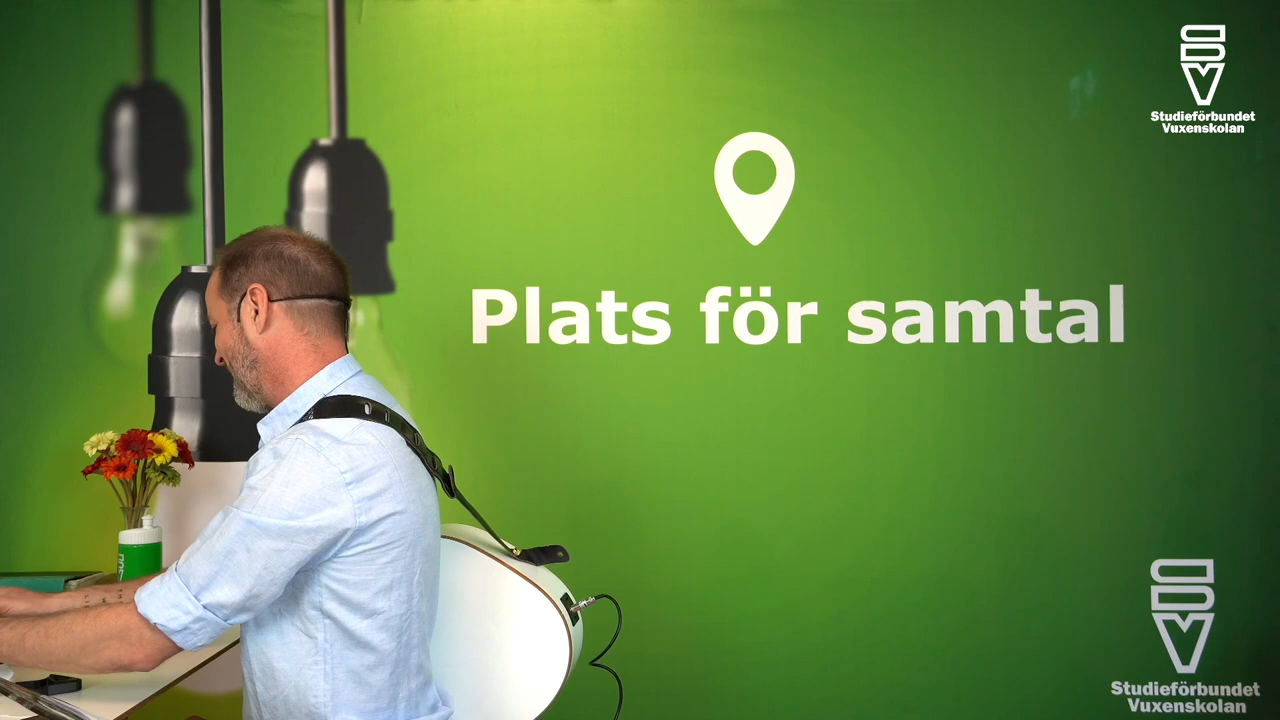 Studieförbundet
Vuxenskolan
Plats för samtal
Studieförbundet
Vuxenskolan